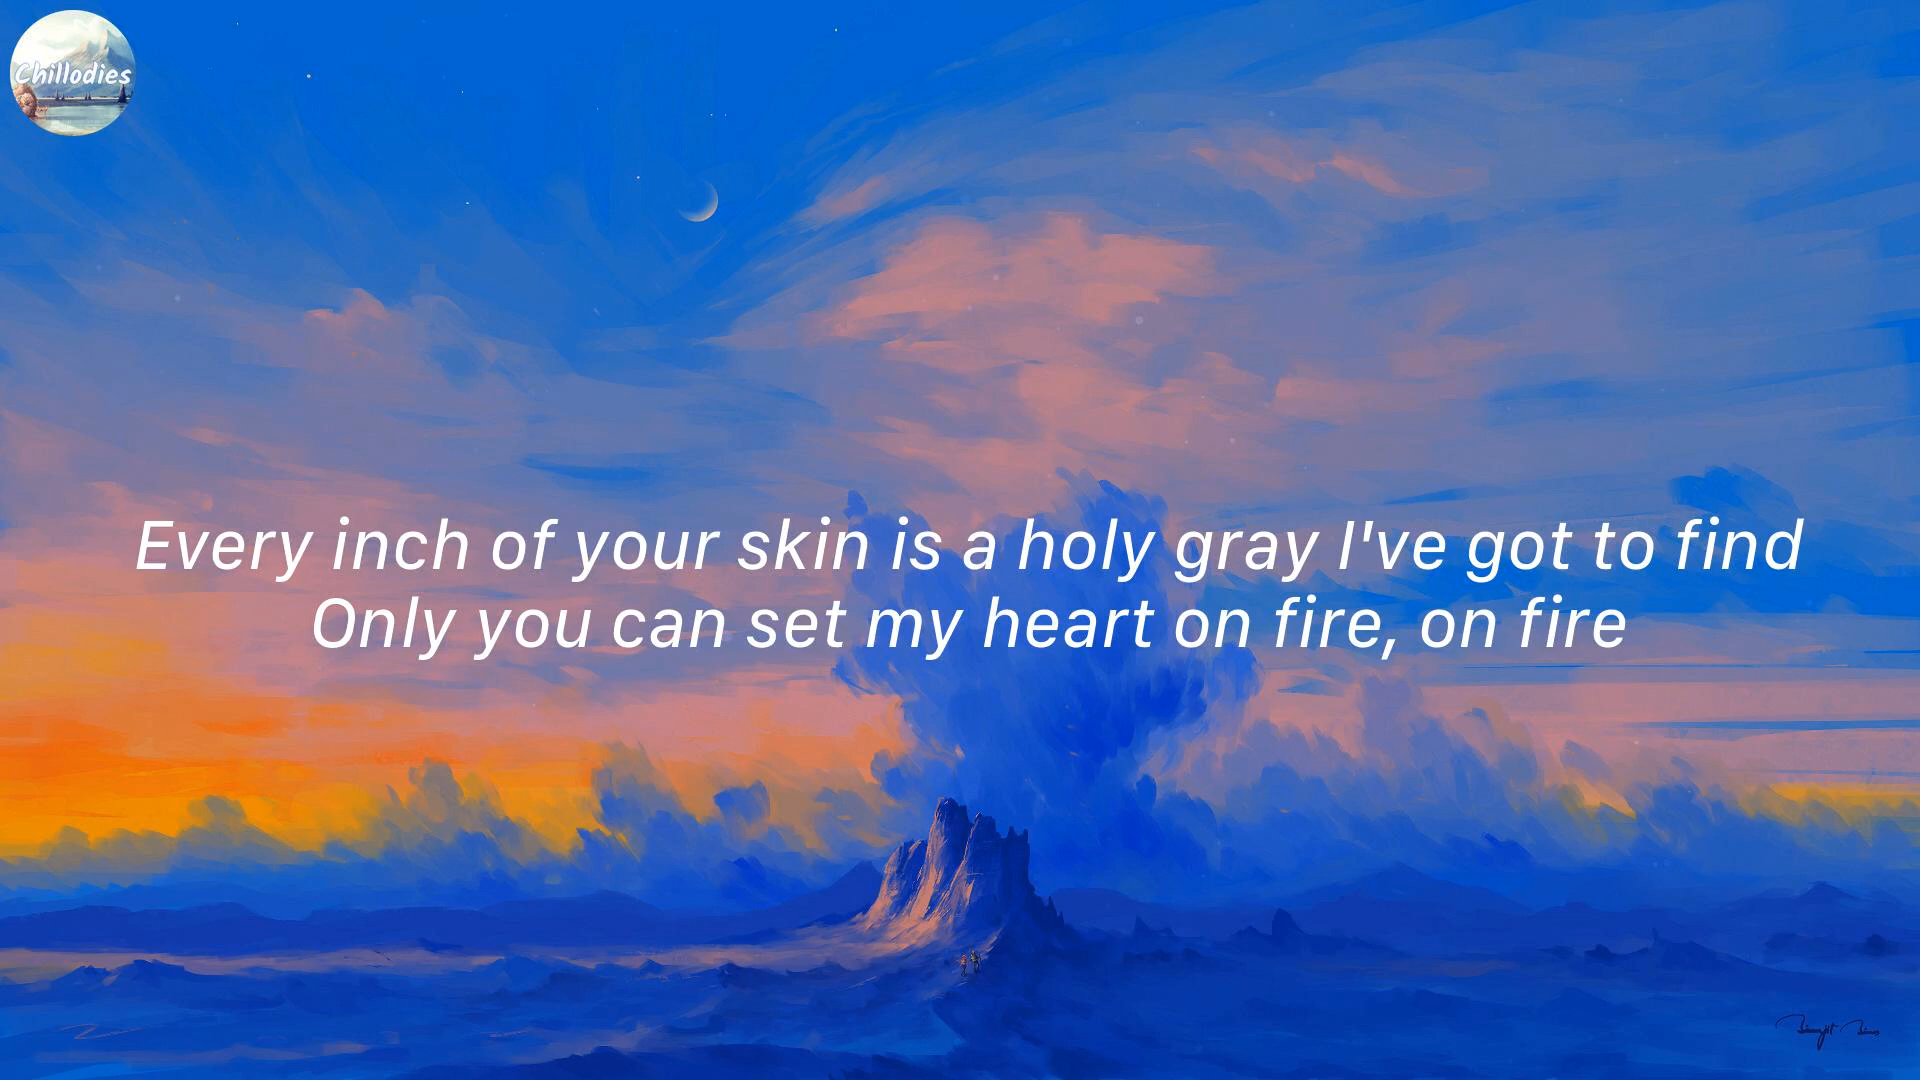 Chillodies
Every inch of your skin is a holy gray I've got to find
Only you can set my heart on fire, on fire